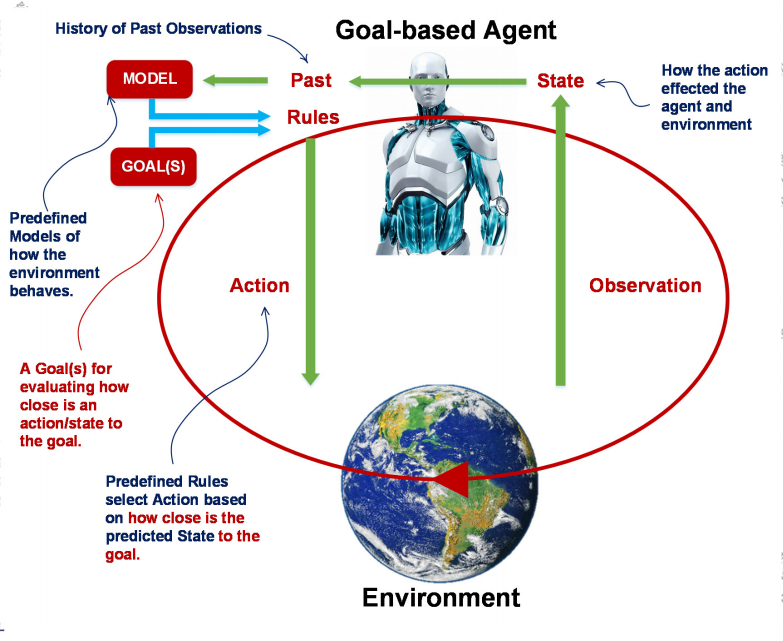 History of Past Observations
Goal-based Agent
MODEL
Past
State
How the action
effected the
agent and
environment
Rules
GOAL(S)
Predefined
Models of
how the
environment
behaves.
Action
Observation
A Goal(s) for
evaluating how
close is an
action/state to
the goal.
Predefined Rules
select Action based
on how close is the
predicted State to the
goal.
Environment